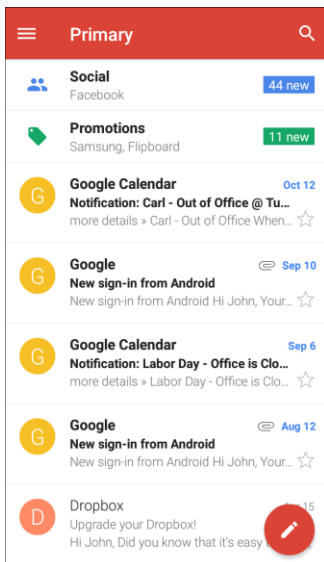 Primary
Social
Facebook
44 new
Promotions
Samsung, Flipboard
11 new
G
Google Calendar
Oct 12
Notification: Carl - Out of Office @ Tu...
more details » Carl - Out of Office When...
G
Google
Sep 10
New sign-in from Android
New sign-in from Android Hi John, Your...
G
Google Calendar
Sep 6
Notification: Labor Day - Office is Clo...
more details » Labor Day - Office is Clo...
G
Google
Aug 12
New sign-in from Android
New sign-in from Android Hi John, Your...
D
Dropbox
15
Upgrade your Dropbox!
Hi John, Did you know that it's easy